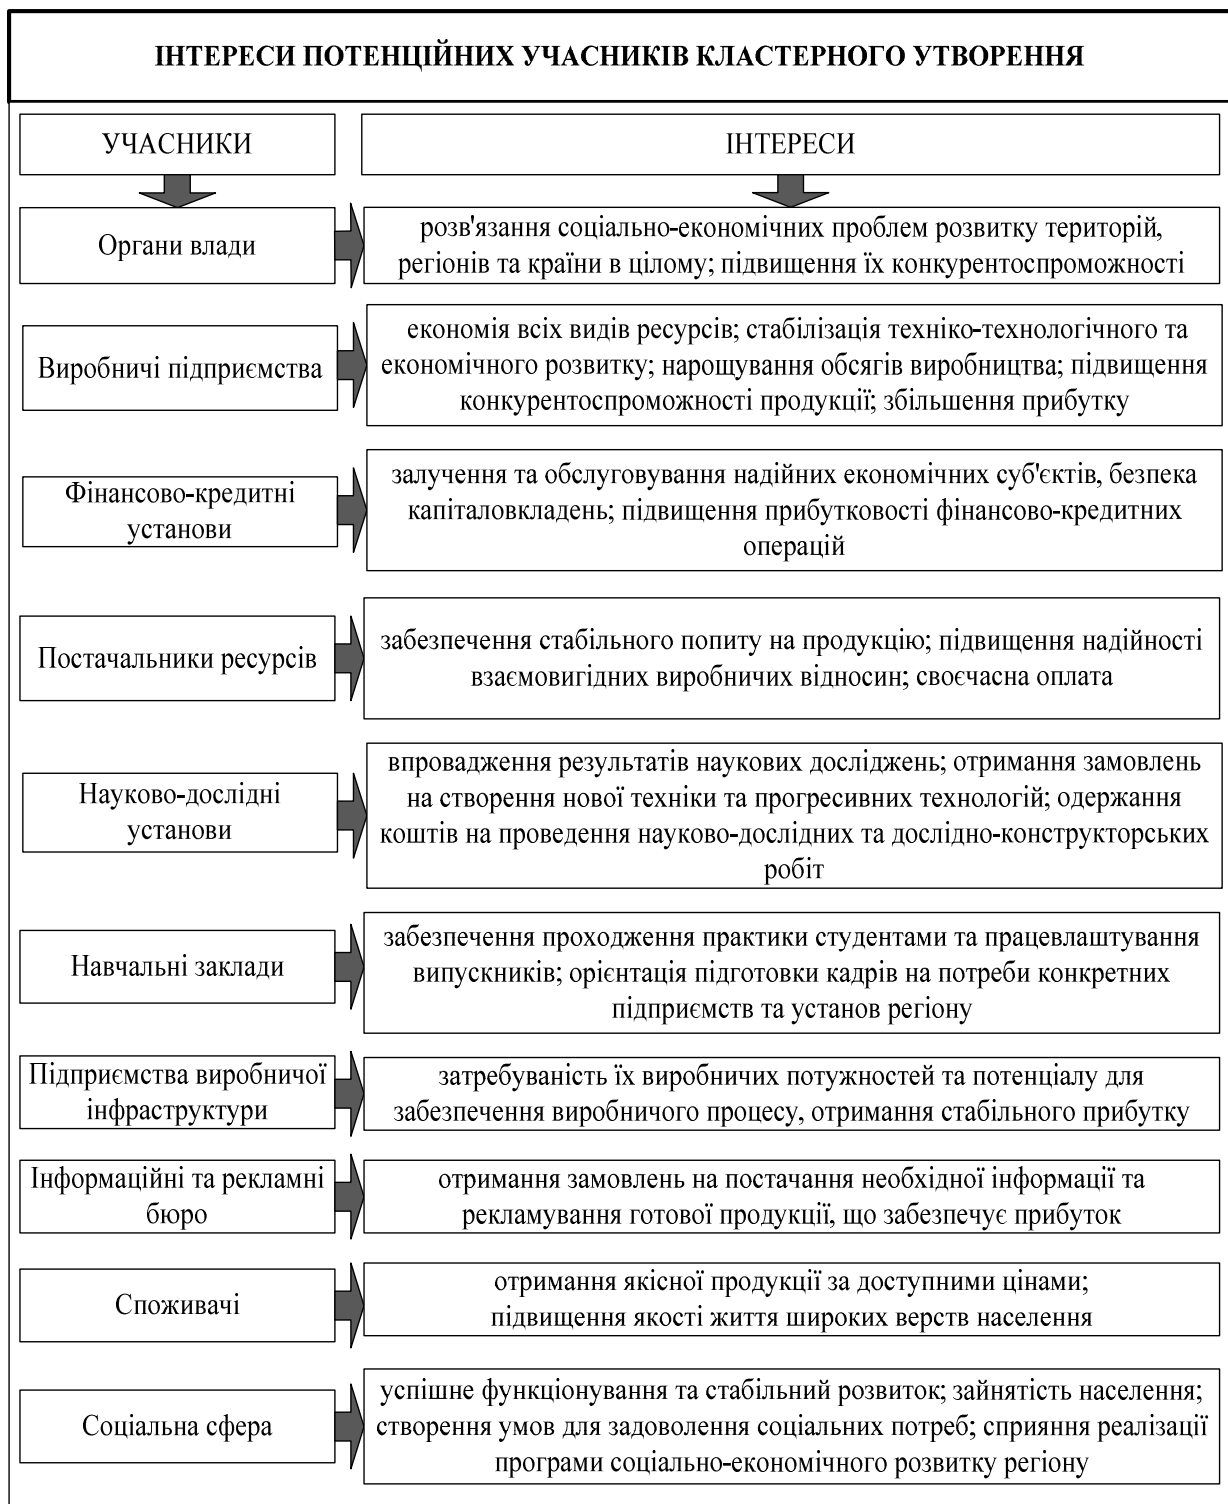 ІНТЕРЕСИ ПОТЕНЦІЙНИХ УЧАСНИКІВ КЛАСТЕРНОГО УТВОРЕННЯ
УЧАСНИКИ
ІНТЕРЕСИ
Органи влади
розв'язання соціально-економічних проблем розвитку територій,
регіонів та країни в цілому; підвищення їх конкурентоспроможності
Виробничі підприємства
економія всіх видів ресурсів; стабілізація техніко-технологічного та
економічного розвитку; нарощування обсягів виробництва; підвищення
конкурентоспроможності продукції; збільшення прибутку
Фінансово-кредитні
установи
залучення та обслуговування надійних економічних суб'єктів, безпека
капіталовкладень; підвищення прибутковості фінансово-кредитних
операцій
Постачальники ресурсів
забезпечення стабільного попиту на продукцію; підвищення надійності
взаємовигідних виробничих відносин; своєчасна оплата
Науково-дослідні
установи
впровадження результатів наукових досліджень; отримання замовлень
на створення нової техніки та прогресивних технологій; одержання
коштів на проведення науково-дослідних та дослідно-конструкторських
робіт
Навчальні заклади
забезпечення проходження практики студентами та працевлаштування
випускників; орієнтація підготовки кадрів на потреби конкретних
підприємств та установ регіону
Підприємства виробничої
інфраструктури
затребуваність їх виробничих потужностей та потенціалу для
забезпечення виробничого процесу, отримання стабільного прибутку
Інформаційні та рекламні
бюро
отримання замовлень на постачання необхідної інформації та
рекламування готової продукції, що забезпечує прибуток
Споживачі
отримання якісної продукції за доступними цінами;
підвищення якості життя широких верств населення
Соціальна сфера
успішне функціонування та стабільний розвиток; зайнятість населення;
створення умов для задоволення соціальних потреб; сприяння реалізації
програми соціально-економічного розвитку регіону